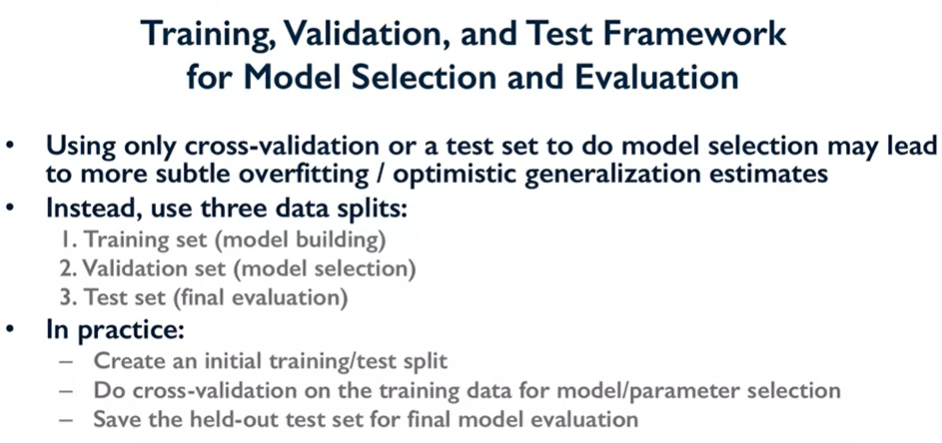 Training, Validation, and Test Framework
for Model Selection and Evaluation
• Using only cross-validation or a test set to do model selection may lead
to more subtle overfitting / optimistic generalization estimates
• Instead, use three data splits:
1. Training set (model building)
2. Validation set (model selection)
3. Test set (final evaluation)
• In practice:
– Create an initial training/test split
– Do cross-validation on the training data for model/parameter selection
– Save the held-out test set for final model evaluation